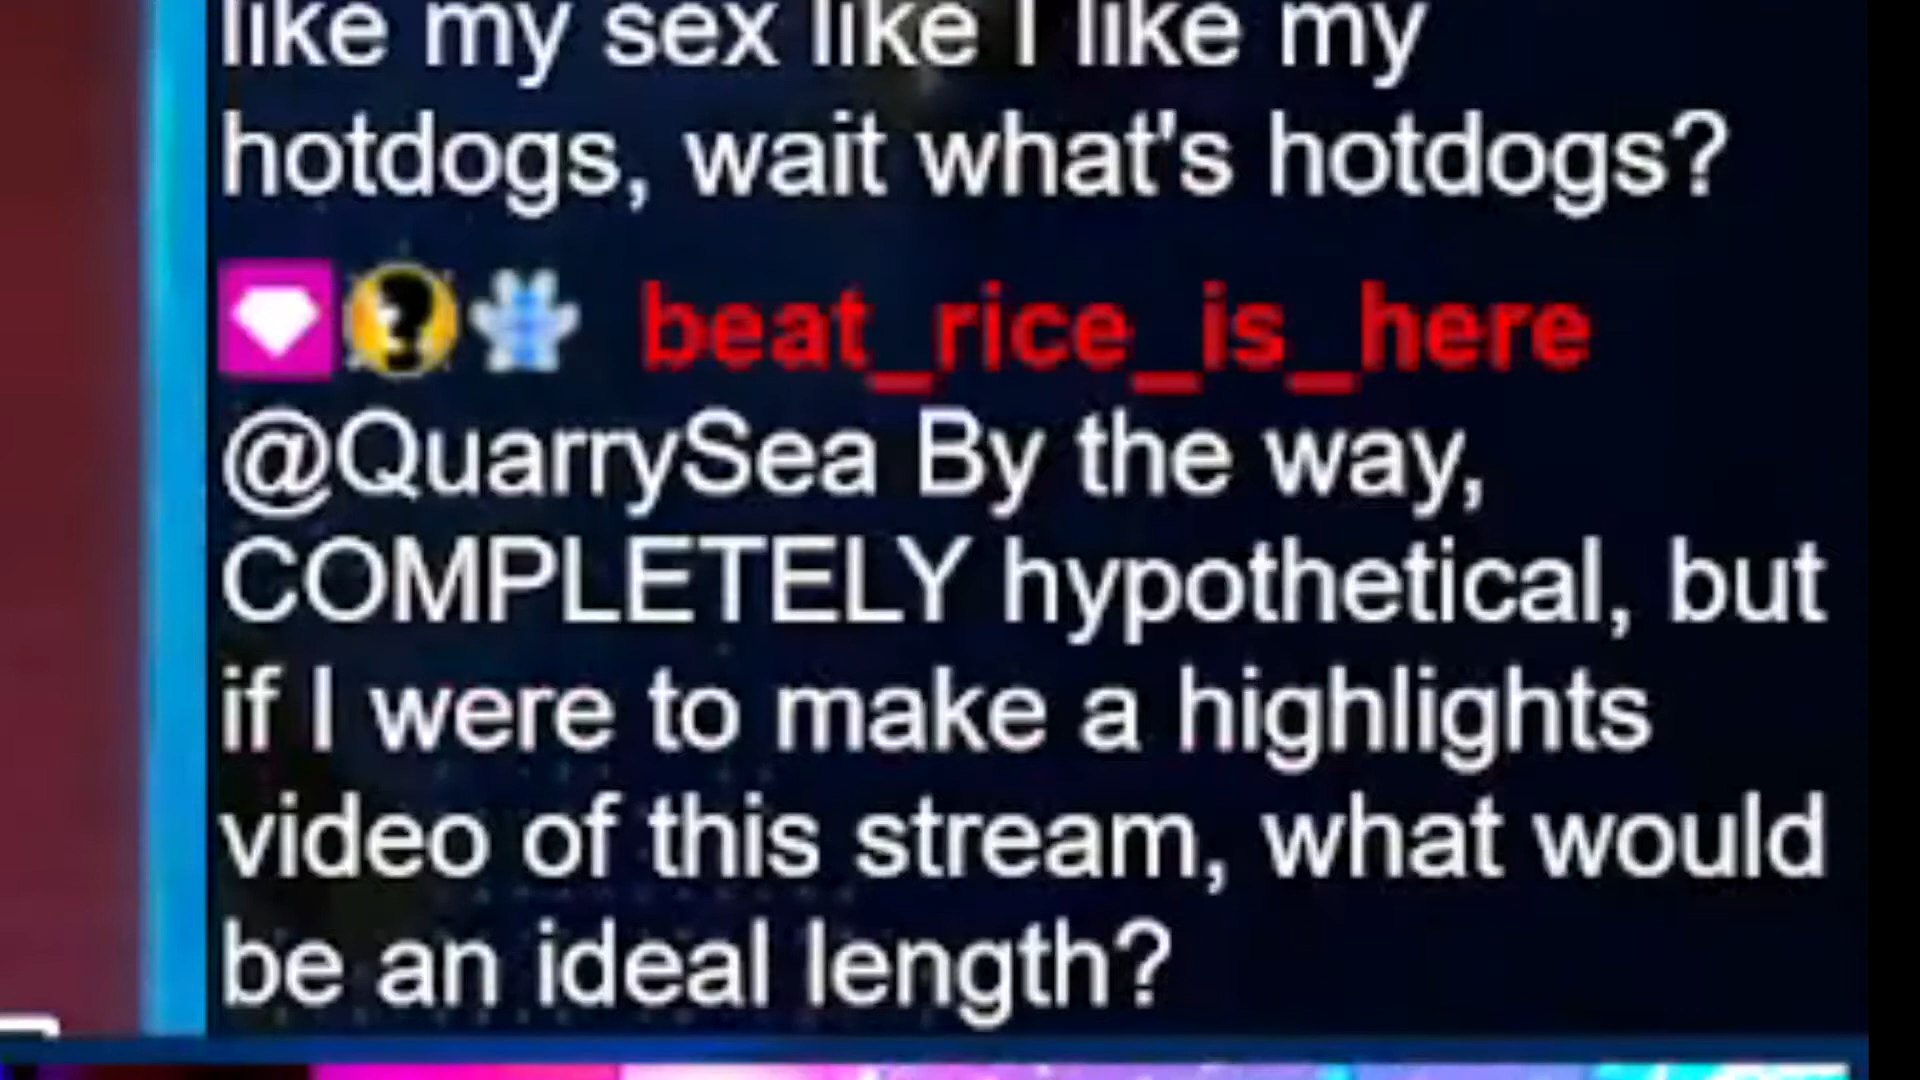 like my sex like I like my
hotdogs, wait what's hotdogs?
beat_rice_is_here
@QuarrySea By the way,
COMPLETELY hypothetical, but
if I were to make a highlights
video of this stream, what would
be an ideal length?